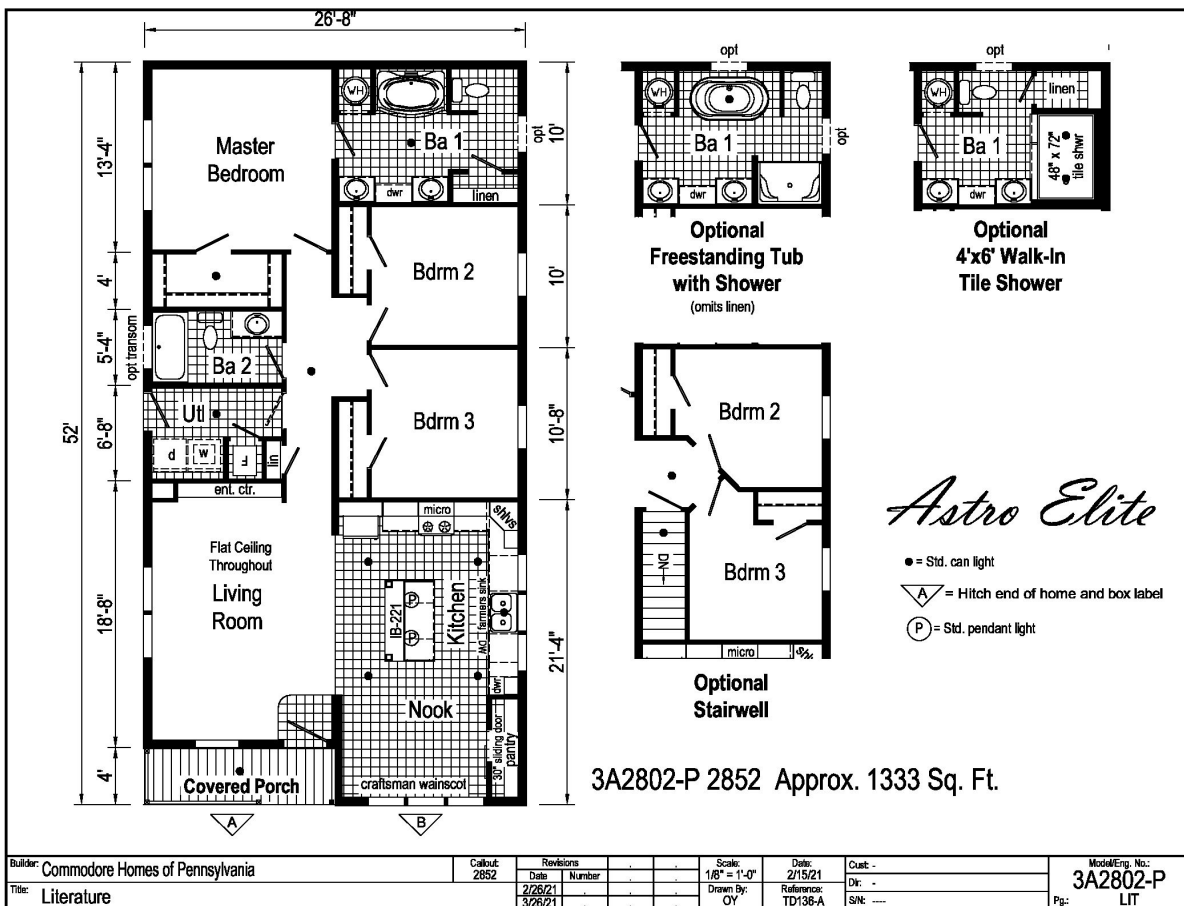 26'-8"
52'
13'-4"
4'
5'-4"
6'-8"
18'-8"
4'
opt transom
Master
Bedroom
WH
Ba 1
dwr
linen
opt
10'
Bdrm 2
10'
Ba 2
Utl
D
W
F
lin
Bdrm 3
10'-8"
ent. ctr.
Flat Ceiling
Throughout
Living
Room
micro
shlvs
IB-221
P
P
Kitchen
DW
farmers sink
dwr
21'-4"
Nook
30" sliding door
pantry
craftsman wainscot
Covered Porch
A
B
opt
WH
Ba 1
dwr
opt
Optional
Freestanding Tub
with Shower
(omits linen)
opt
WH
linen
Ba 1
dwr
48" x 72"
tile shwr
Optional
4'x6' Walk-In
Tile Shower
Bdrm 2
DN
Bdrm 3
micro
shlv
Optional
Stairwell
Astro Elite
= Std. can light
A = Hitch end of home and box label
P = Std. pendant light
3A2802-P 2852 Approx. 1333 Sq. Ft.
Builder: Commodore Homes of Pennsylvania
Title: Literature
Callout:
2852
Revisions
Date Number
2/26/21
3/26/21
Scale:
1/8" = 1'-0"
Drawn By:
OY
Date:
2/15/21
Reference:
TD136-A
Cust: -
Dlr: -
S/N: ----
Model/Eng. No.:
3A2802-P
Pg.: LIT